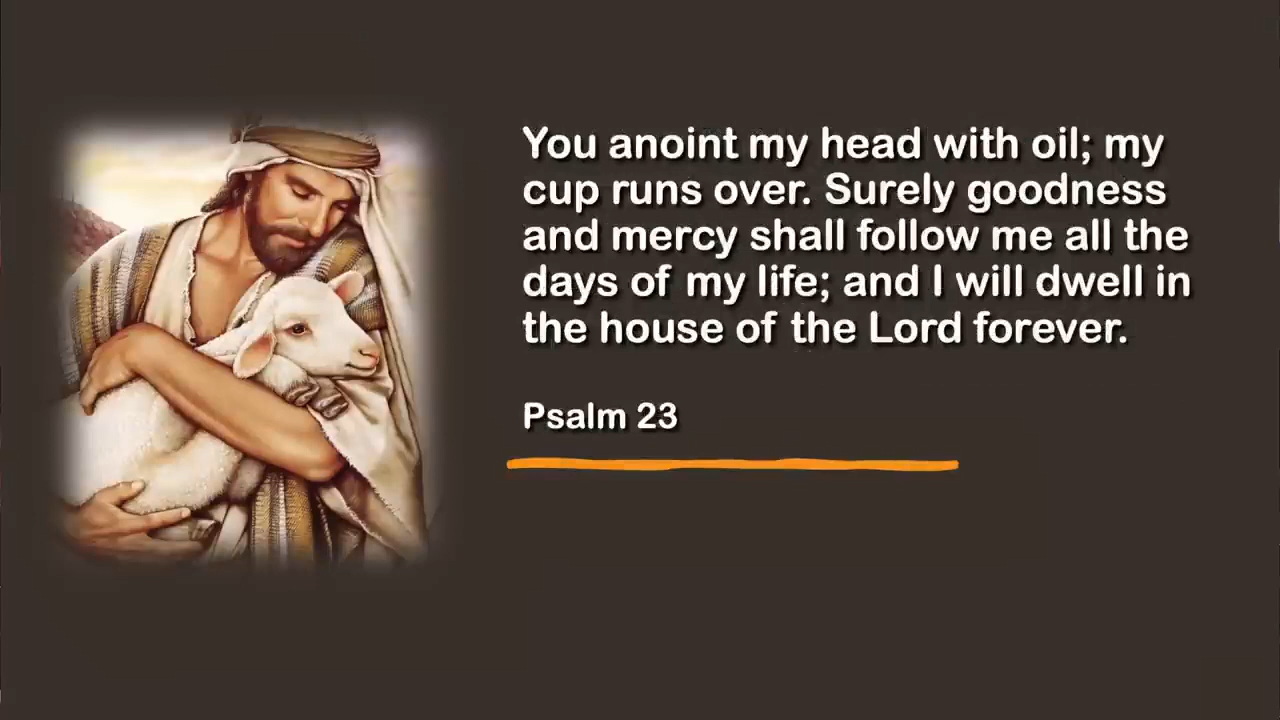 You anoint my head with oil; my
cup runs over. Surely goodness
and mercy shall follow me all the
days of my life; and I will dwell in
the house of the Lord forever.
Psalm 23